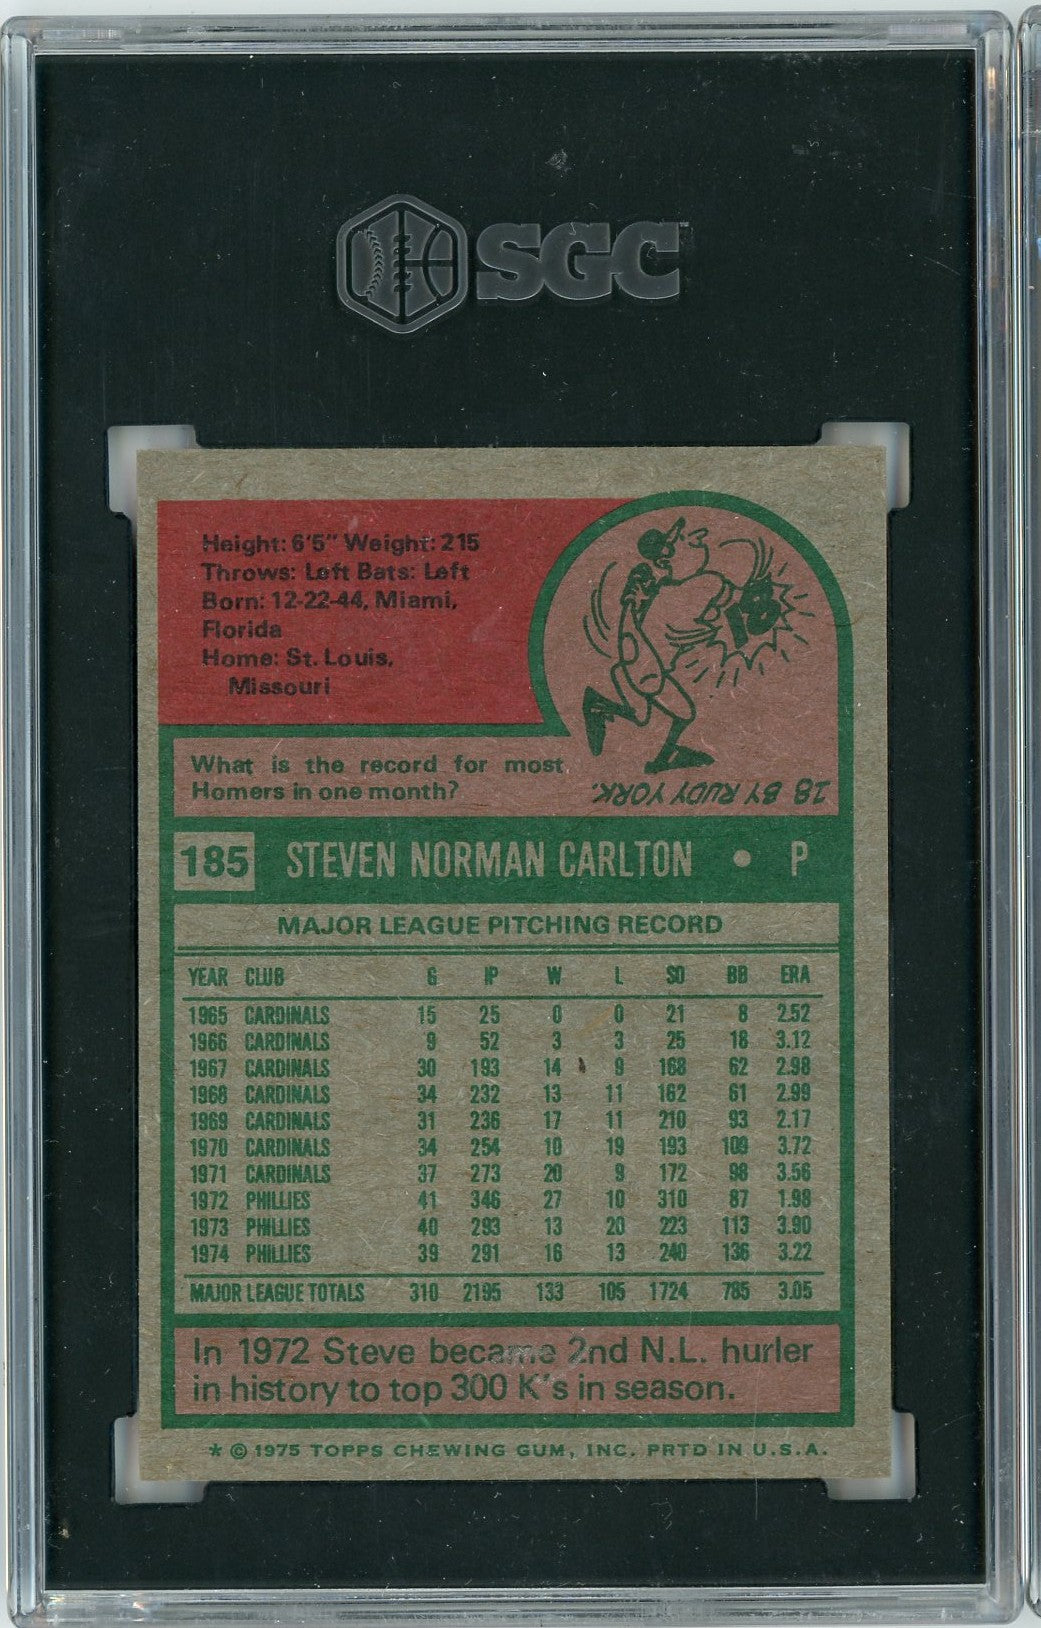 SGC
Height: 6'5" Weight: 215
Throws: Left Bats: Left
Born: 12-22-44, Miami,
Florida
Home: St. Louis,
Missouri
What is the record for most
Homers in one month?
18
18 BY RUDY YORK.
185 STEVEN NORMAN CARLTON • P
MAJOR LEAGUE PITCHING RECORD
YEAR CLUB G IP W L SO BB ERA
1965 CARDINALS 15 25 0 0 21 8 2.52
1966 CARDINALS 9 52 3 3 25 18 3.12
1967 CARDINALS 30 193 14 9 168 62 2.98
1968 CARDINALS 34 232 13 11 162 61 2.99
1969 CARDINALS 31 236 17 11 210 93 2.17
1970 CARDINALS 34 254 10 19 193 109 3.72
1971 CARDINALS 37 273 20 9 172 98 3.56
1972 PHILLIES 41 346 27 10 310 87 1.98
1973 PHILLIES 40 293 13 20 223 113 3.90
1974 PHILLIES 39 291 16 13 240 136 3.22
MAJOR LEAGUE TOTALS 310 2195 133 105 1724 785 3.05
In 1972 Steve became 2nd N.L. hurler
in history to top 300 K's in season.
* © 1975 TOPPS CHEWING GUM, INC. PRTD IN U.S.A.